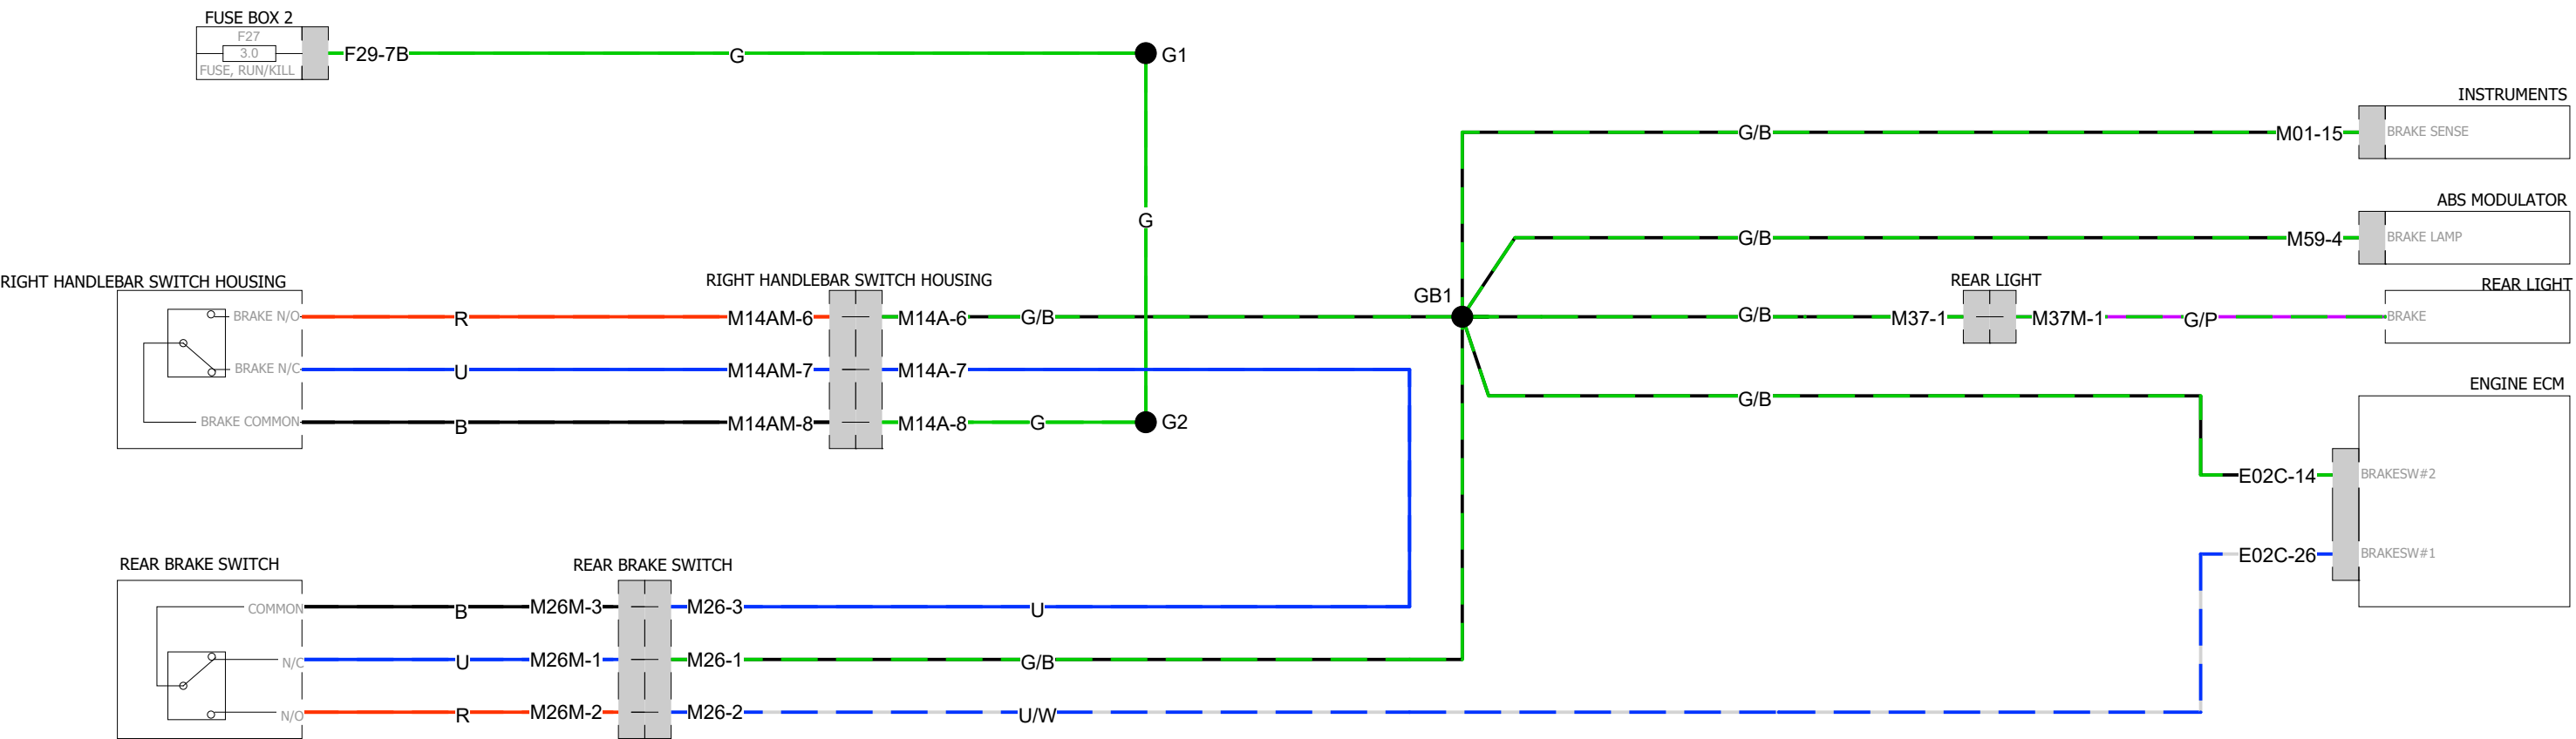 FUSE BOX 2
F27
3.0
FUSE, RUN/KILL
F29-7B
G
G1
G
INSTRUMENTS
G/B
M01-15
BRAKE SENSE
ABS MODULATOR
G/B
M59-4
BRAKE LAMP
RIGHT HANDLEBAR SWITCH HOUSING
RIGHT HANDLEBAR SWITCH HOUSING
REAR LIGHT
REAR LIGHT
GB1
BRAKE N/O
R
M14AM-6
M14A-6
G/B
G/B
M37-1
M37M-1
G/P
BRAKE
BRAKE N/C
U
M14AM-7
M14A-7
ENGINE ECM
G/B
BRAKE COMMON
B
M14AM-8
M14A-8
G
G2
E02C-14
BRAKESW#2
E02C-26
BRAKESW#1
REAR BRAKE SWITCH
REAR BRAKE SWITCH
COMMON
B
M26M-3
M26-3
U
N/C
U
M26M-1
M26-1
G/B
N/O
R
M26M-2
M26-2
U/W